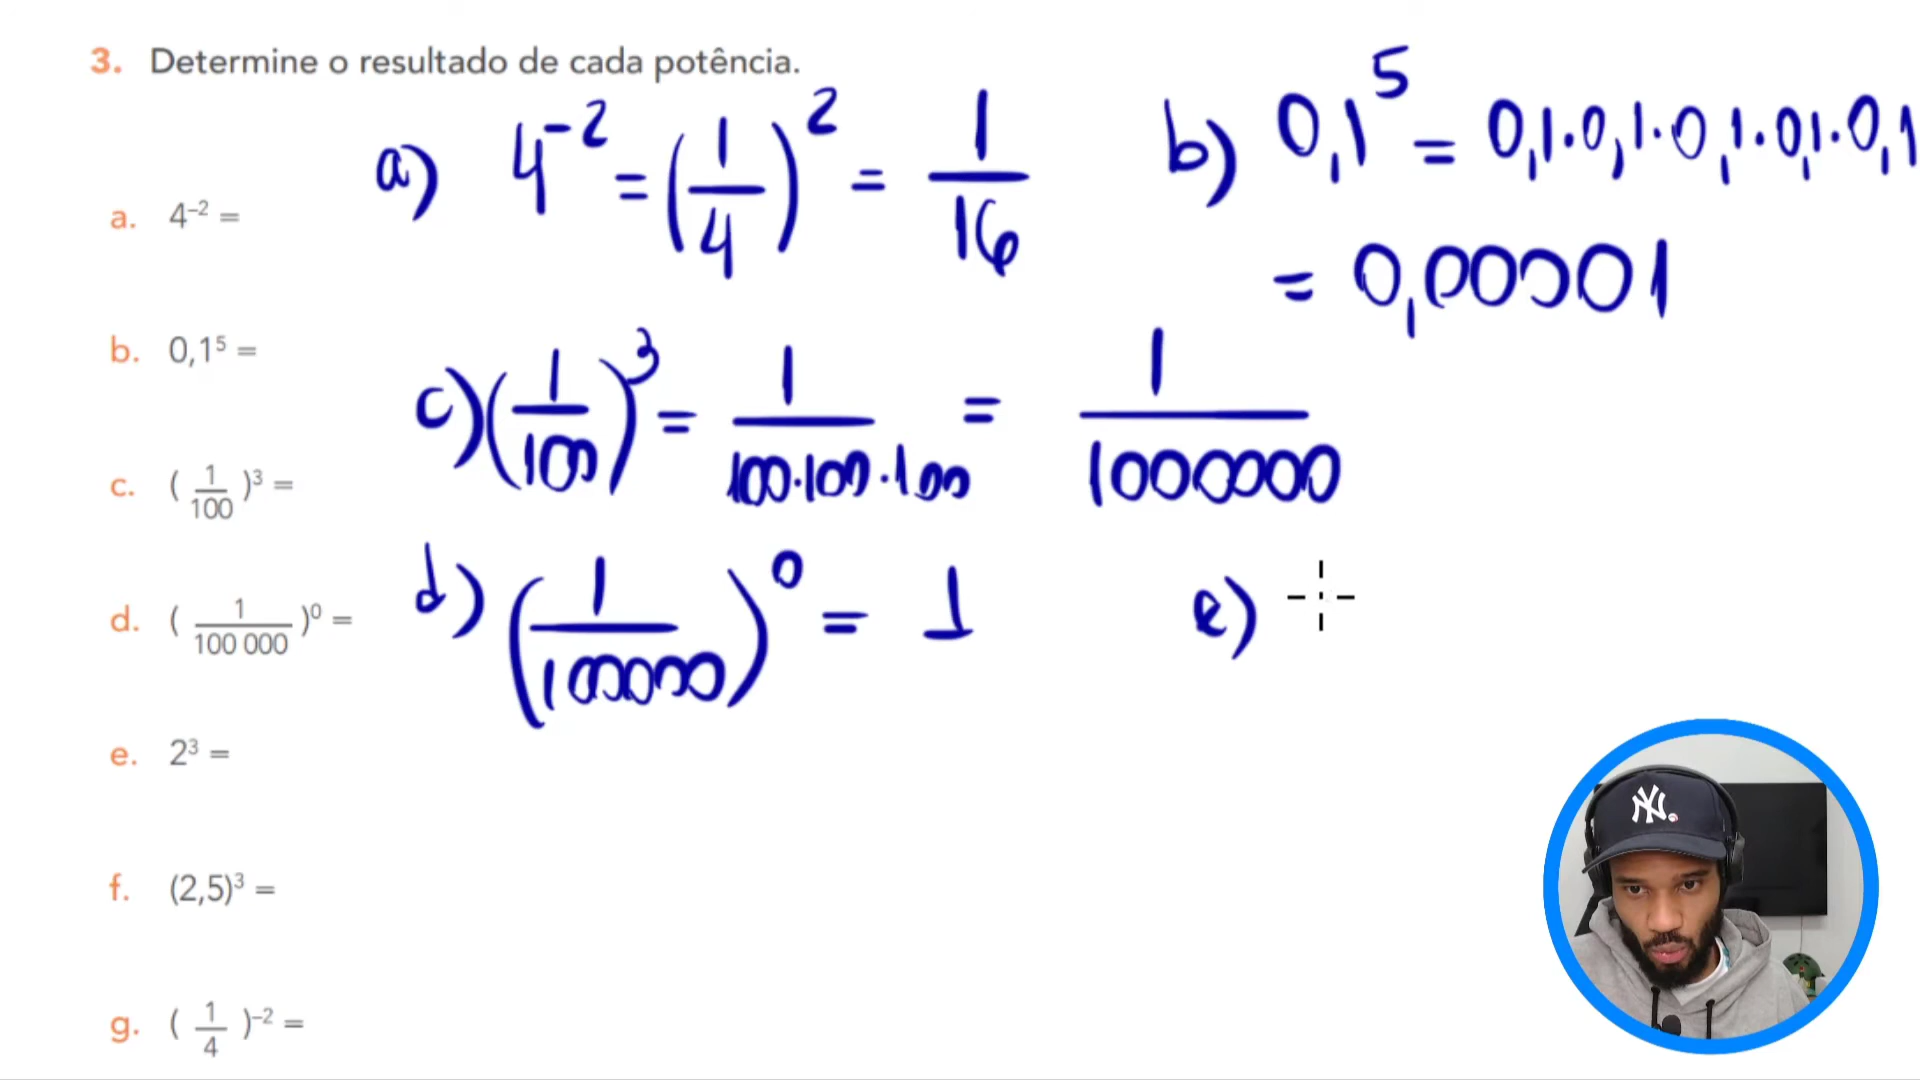 3. Determine o resultado de cada potência.
a. 4⁻² =
b. 0,1⁵ =
c. (1/100)³ =
d. (1/100 000)⁰ =
e. 2³ =
f. (2,5)³ =
g. (1/4)⁻² =
a) 4⁻² = (1/4)² = 1/16
b) 0,1⁵ = 0,1·0,1·0,1·0,1·0,1
= 0,00001
c) (1/100)³ = 1/100·100·100 = 1/1000000
d) (1/100000)⁰ = 1
e)
NY